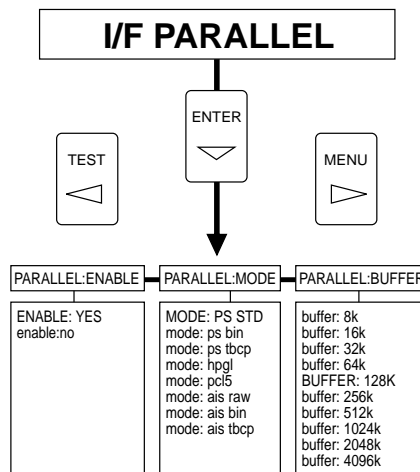 I/F PARALLEL
ENTER
TEST
MENU
PARALLEL:ENABLE
PARALLEL:MODE
PARALLEL:BUFFER
ENABLE: YES
enable:no
MODE: PS STD
mode: ps bin
mode: ps tbcp
mode: hpgl
mode: pcl5
mode: ais raw
mode: ais bin
mode: ais tbcp
buffer: 8k
buffer: 16k
buffer: 32k
buffer: 64k
BUFFER: 128K
buffer: 256k
buffer: 512k
buffer: 1024k
buffer: 2048k
buffer: 4096k